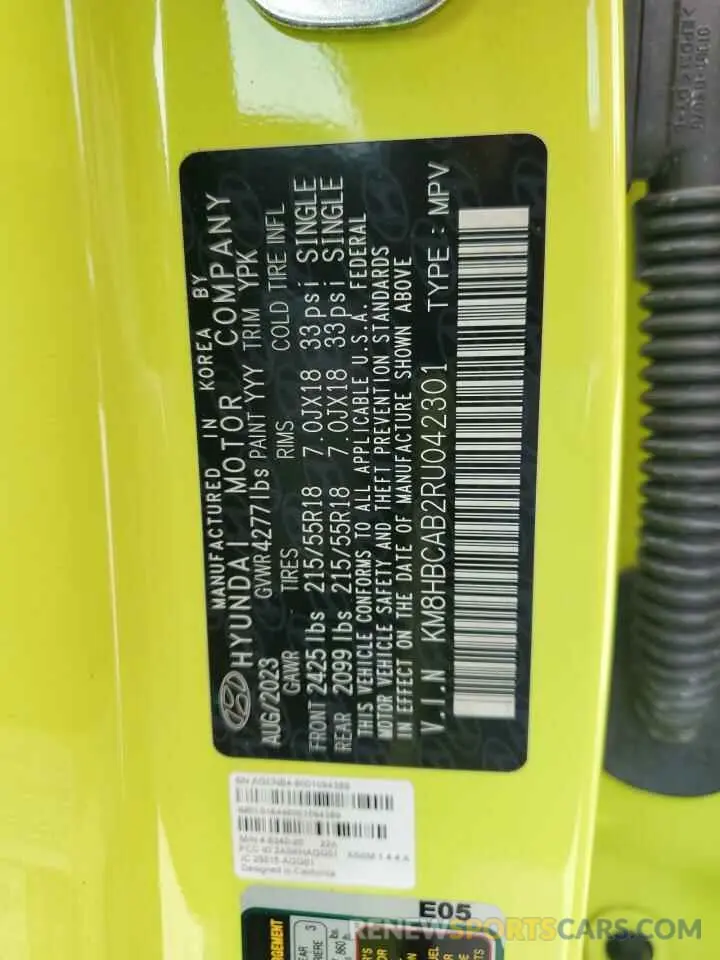 MANUFACTURED IN KOREA BY
HYUNDAI MOTOR COMPANY
AUG/2023 GVWR 4277lbs PAINT YYY TRIM YPK
GAWR TIRES RIMS COLD TIRE INFL
FRONT 2425lbs 215/55R18 7.0JX18 33psi SINGLE
REAR 2099lbs 215/55R18 7.0JX18 33psi SINGLE
THIS VEHICLE CONFORMS TO ALL APPLICABLE U.S.A. FEDERAL
MOTOR VEHICLE SAFETY AND THEFT PREVENTION STANDARDS
IN EFFECT ON THE DATE OF MANUFACTURE SHOWN ABOVE
V.I.N KM8HBCAB2RU042301 TYPE : MPV
Designed in California
E05
RENEWSPORTSCARS.COM